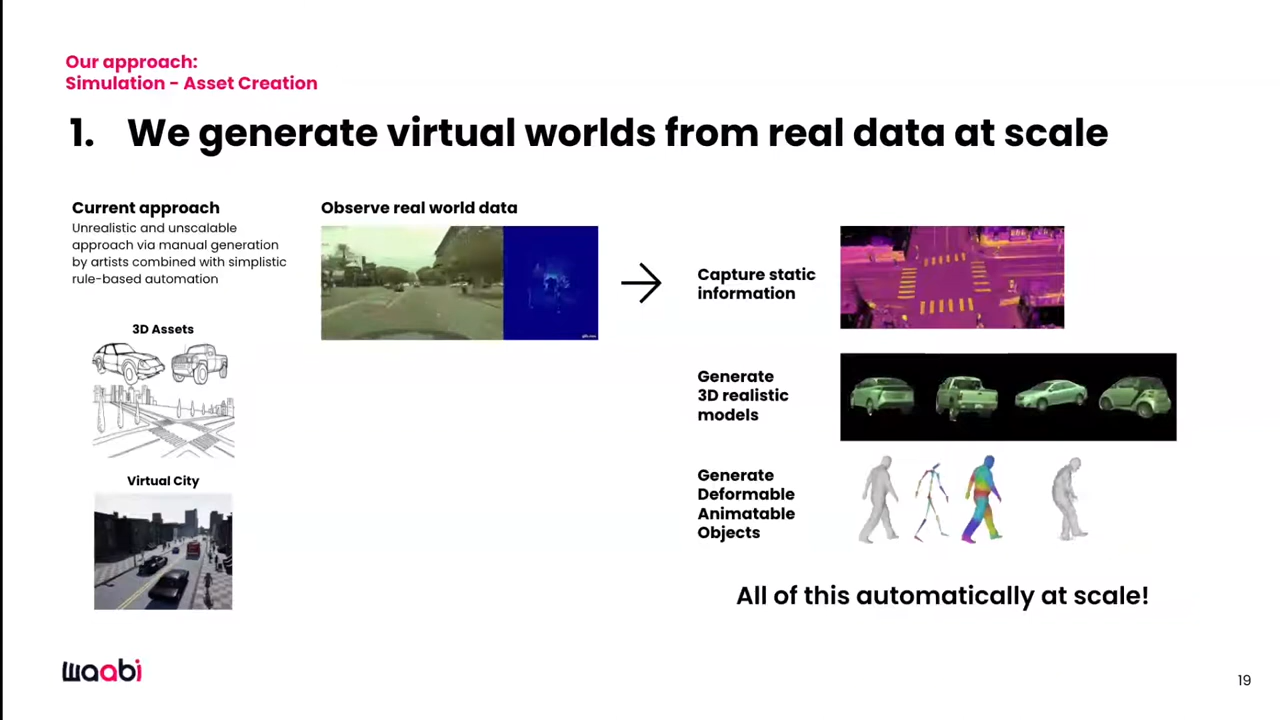 Our approach:
Simulation - Asset Creation
1. We generate virtual worlds from real data at scale
Current approach
Unrealistic and unscalable
approach via manual generation
by artists combined with simplistic
rule-based automation
3D Assets
Virtual City
Observe real world data
Capture static
information
Generate
3D realistic
models
Generate
Deformable
Animatable
Objects
All of this automatically at scale!
waabi
19